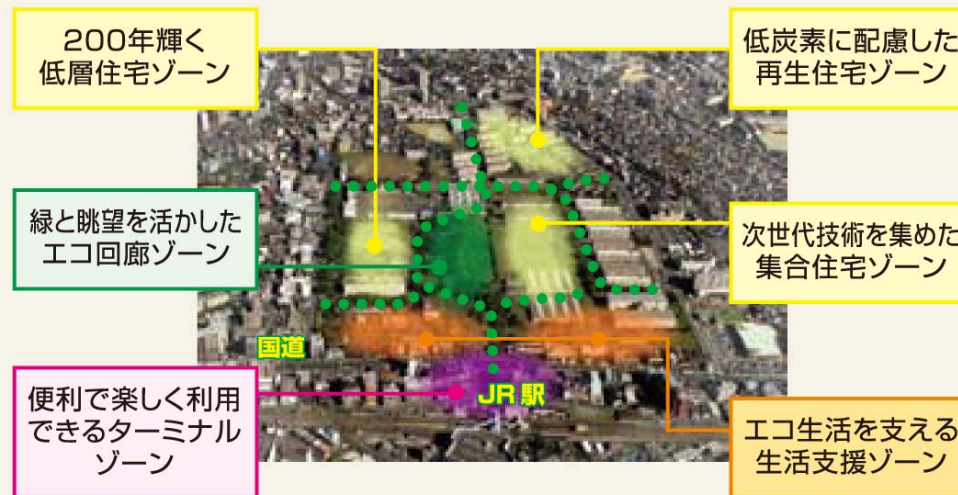 200年輝く
低層住宅ゾーン
低炭素に配慮した
再生住宅ゾーン
緑と眺望を活かした
エコ回廊ゾーン
次世代技術を集めた
集合住宅ゾーン
国道
JR駅
便利で楽しく利用
できるターミナル
ゾーン
エコ生活を支える
生活支援ゾーン